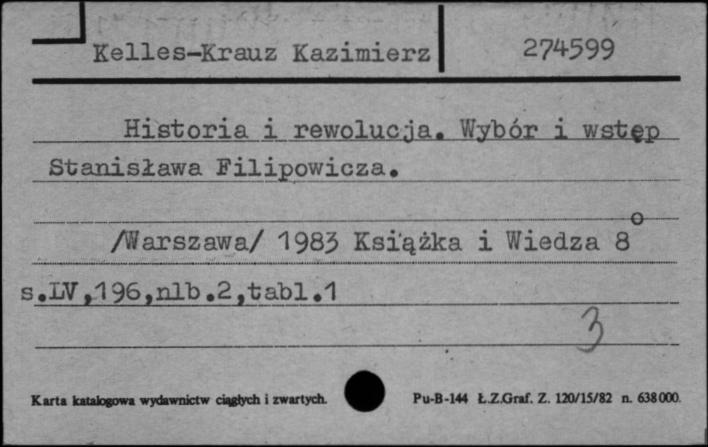 Kelles-Krauz Kazimierz 274599
Historia i rewolucja. Wybór i wstęp
Stanisława Filipowicza.
/Warszawa/ 1983 Książka i Wiedza 8o
s.LV,196,nlb.2,tabl.1
3
Karta katalogowa wydawnictw ciągłych i zwartych. Pu-B-144 Ł.Z.Graf. Z. 120/15/82 n. 638000.